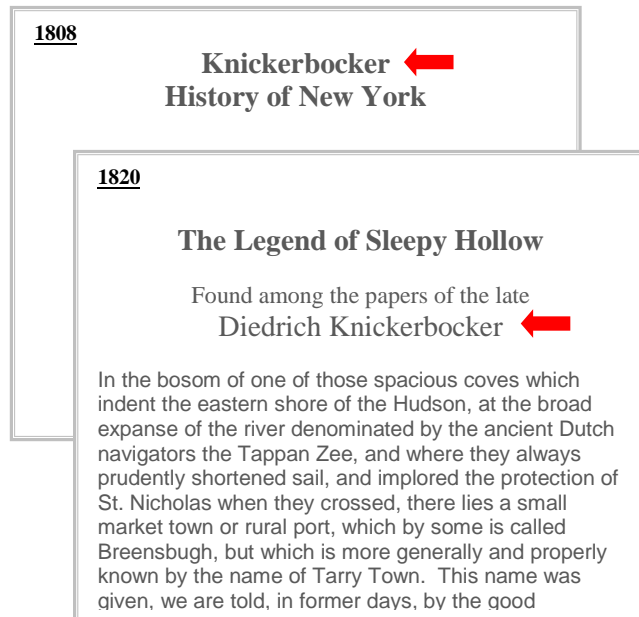 1808
Knickerbocker
History of New York
1820
The Legend of Sleepy Hollow
Found among the papers of the late
Diedrich Knickerbocker
In the bosom of one of those spacious coves which
indent the eastern shore of the Hudson, at the broad
expanse of the river denominated by the ancient Dutch
navigators the Tappan Zee, and where they always
prudently shortened sail, and implored the protection of
St. Nicholas when they crossed, there lies a small
market town or rural port, which by some is called
Breensbugh, but which is more generally and properly
known by the name of Tarry Town.  This name was
given, we are told, in former days, by the good